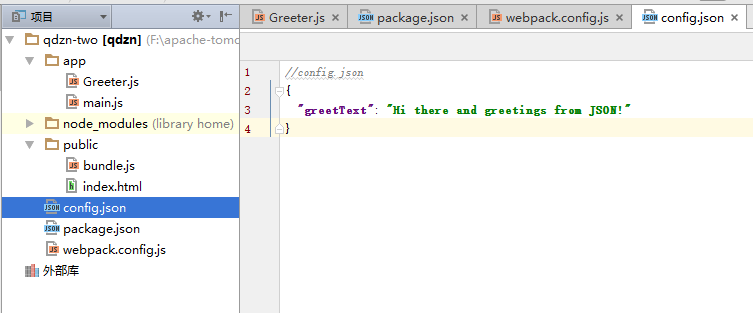 项目
Greeter.js
package.json
webpack.config.js
config.json
qdzn-two [qdzn] (F:\apache-tomc
app
Greeter.js
main.js
node_modules (library home)
public
bundle.js
index.html
config.json
package.json
webpack.config.js
外部库
1 //config.json
2 {
3 "greetText": "Hi there and greetings from JSON!"
4 }